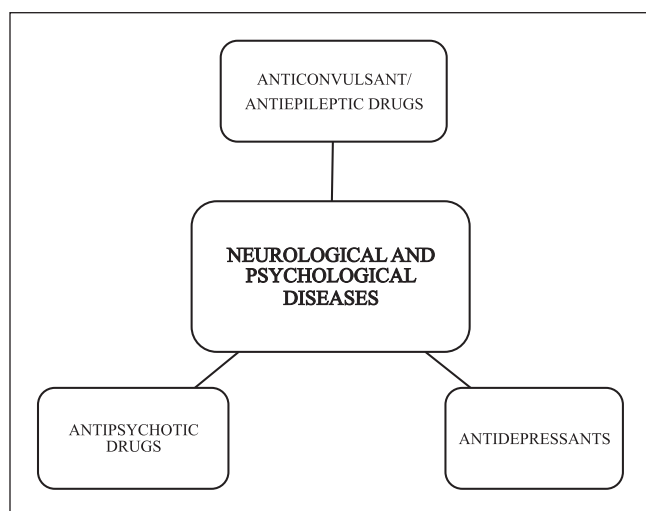 ANTICONVULSANT/
ANTIEPILEPTIC DRUGS
NEUROLOGICAL AND
PSYCHOLOGICAL
DISEASES
ANTIPSYCHOTIC
DRUGS
ANTIDEPRESSANTS